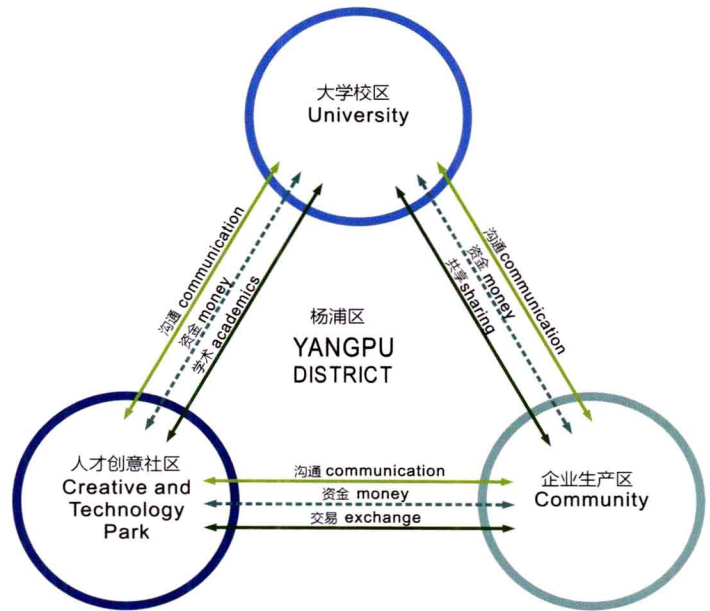 大学校区
University
沟通 communication
资金 money
学术 academics
沟通 communication
资金 money
共享 sharing
杨浦区
YANGPU
DISTRICT
人才创意社区
Creative and
Technology
Park
沟通 communication
资金 money
交易 exchange
企业生产区
Community